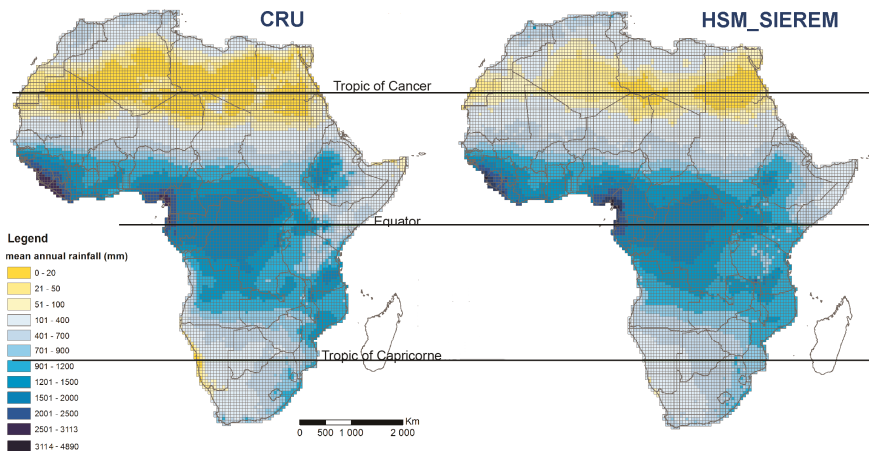 CRU
HSM_SIEREM
Tropic of Cancer
Equator
Tropic of Capricorne
Legend
mean annual rainfall (mm)
0 - 20
21 - 50
51 - 100
101 - 400
401 - 700
701 - 900
901 - 1200
1201 - 1500
1501 - 2000
2001 - 2500
2501 - 3113
3114 - 4890
Km
0 500 1 000 2 000